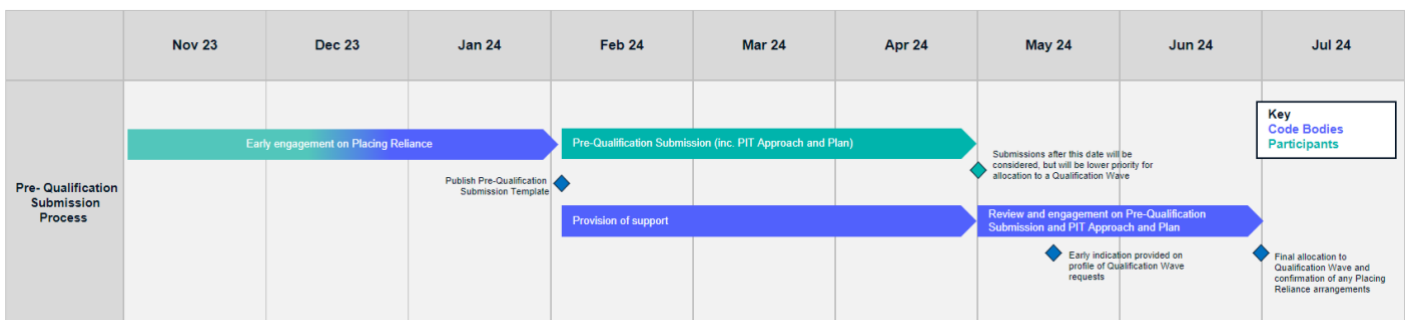 Nov 23
Dec 23
Jan 24
Feb 24
Mar 24
Apr 24
May 24
Jun 24
Jul 24
Pre- Qualification
Submission
Process
Early engagement on Placing Reliance
Pre-Qualification Submission (inc. PIT Approach and Plan)
Key
Code Bodies
Participants
Submissions after this date will be
considered, but will be lower priority for
allocation to a Qualification Wave
Publish Pre-Qualification
Submission Template
Provision of support
Review and engagement on Pre-Qualification
Submission and PIT Approach and Plan
Early indication provided on
profile of Qualification Wave
requests
Final allocation to
Qualification Wave and
confirmation of any Placing
Reliance arrangements